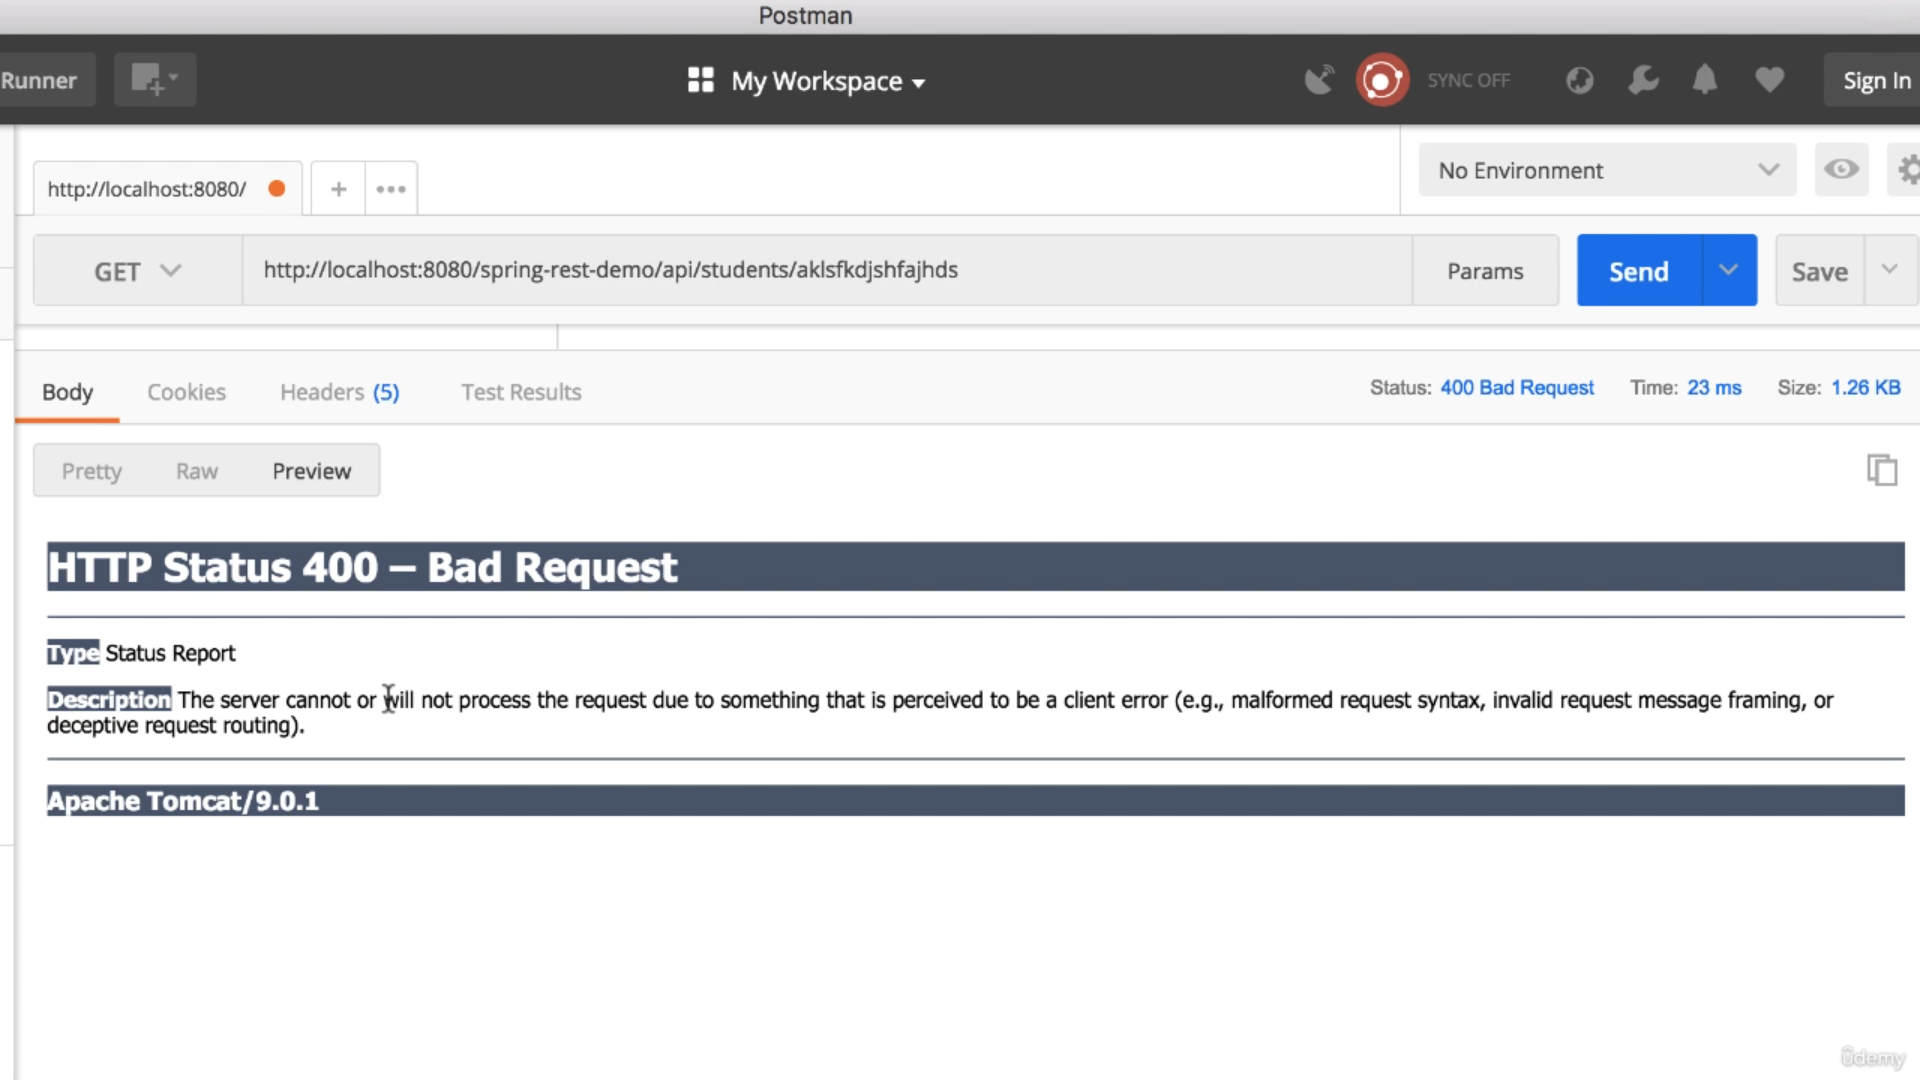 Postman
Runner
My Workspace
SYNC OFF
Sign In
http://localhost:8080/
No Environment
GET
http://localhost:8080/spring-rest-demo/api/students/aklsfkdjshfajhds
Params
Send
Save
Body
Cookies
Headers (5)
Test Results
Status: 400 Bad Request
Time: 23 ms
Size: 1.26 KB
Pretty
Raw
Preview
HTTP Status 400 – Bad Request
Type Status Report
Description The server cannot or will not process the request due to something that is perceived to be a client error (e.g., malformed request syntax, invalid request message framing, or
deceptive request routing).
Apache Tomcat/9.0.1
ûdemy